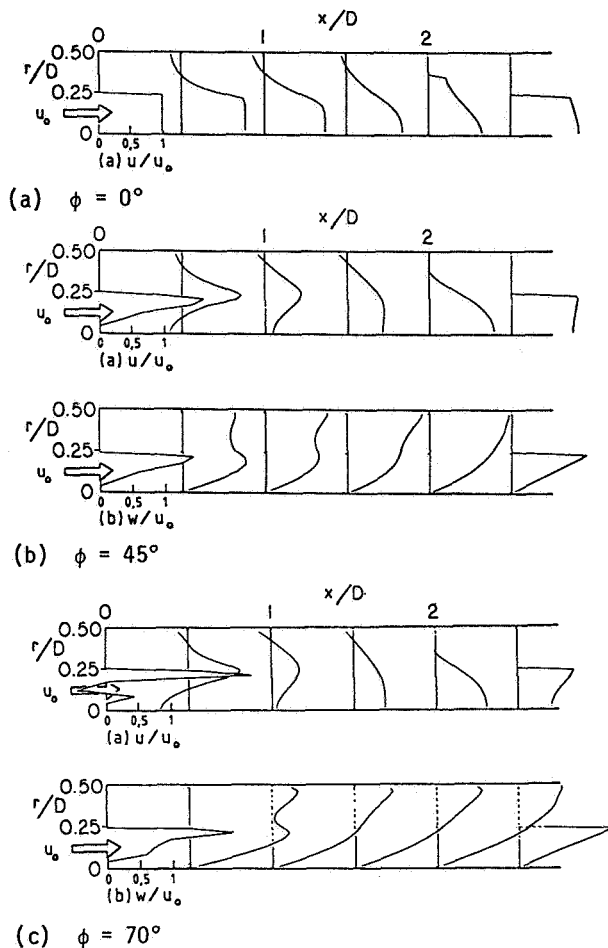 x/D
0 1 2
0.50
r/D
0.25
u₀
0
0 0,5 1
(a) u/u₀
(a) φ = 0°
x/D
0 1 2
0.50
r/D
0.25
u₀
0
0 0,5 1
(a) u/u₀
0.50
r/D
0.25
u₀
0
0 0,5 1
(b) w/u₀
(b) φ = 45°
x/D
0 1 2
0.50
r/D
0.25
u₀
0
0 0,5 1
(a) u/u₀
0.50
r/D
0.25
u₀
0
0 0,5 1
(b) w/u₀
(c) φ = 70°